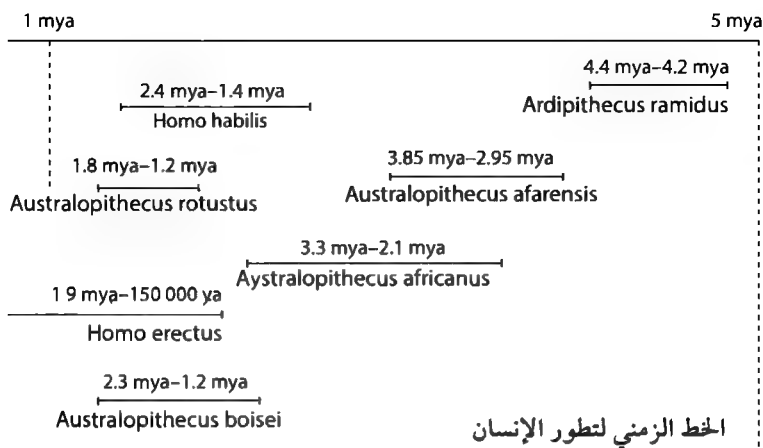 1 mya
5 mya
4.4 mya–4.2 mya
Ardipithecus ramidus
2.4 mya–1.4 mya
Homo habilis
3.85 mya–2.95 mya
Australopithecus afarensis
1.8 mya–1.2 mya
Australopithecus rotustus
3.3 mya–2.1 mya
Aystralopithecus africanus
1 9 mya–150 000 ya
Homo erectus
2.3 mya–1.2 mya
Australopithecus boisei
الخط الزمني لتطور الإنسان